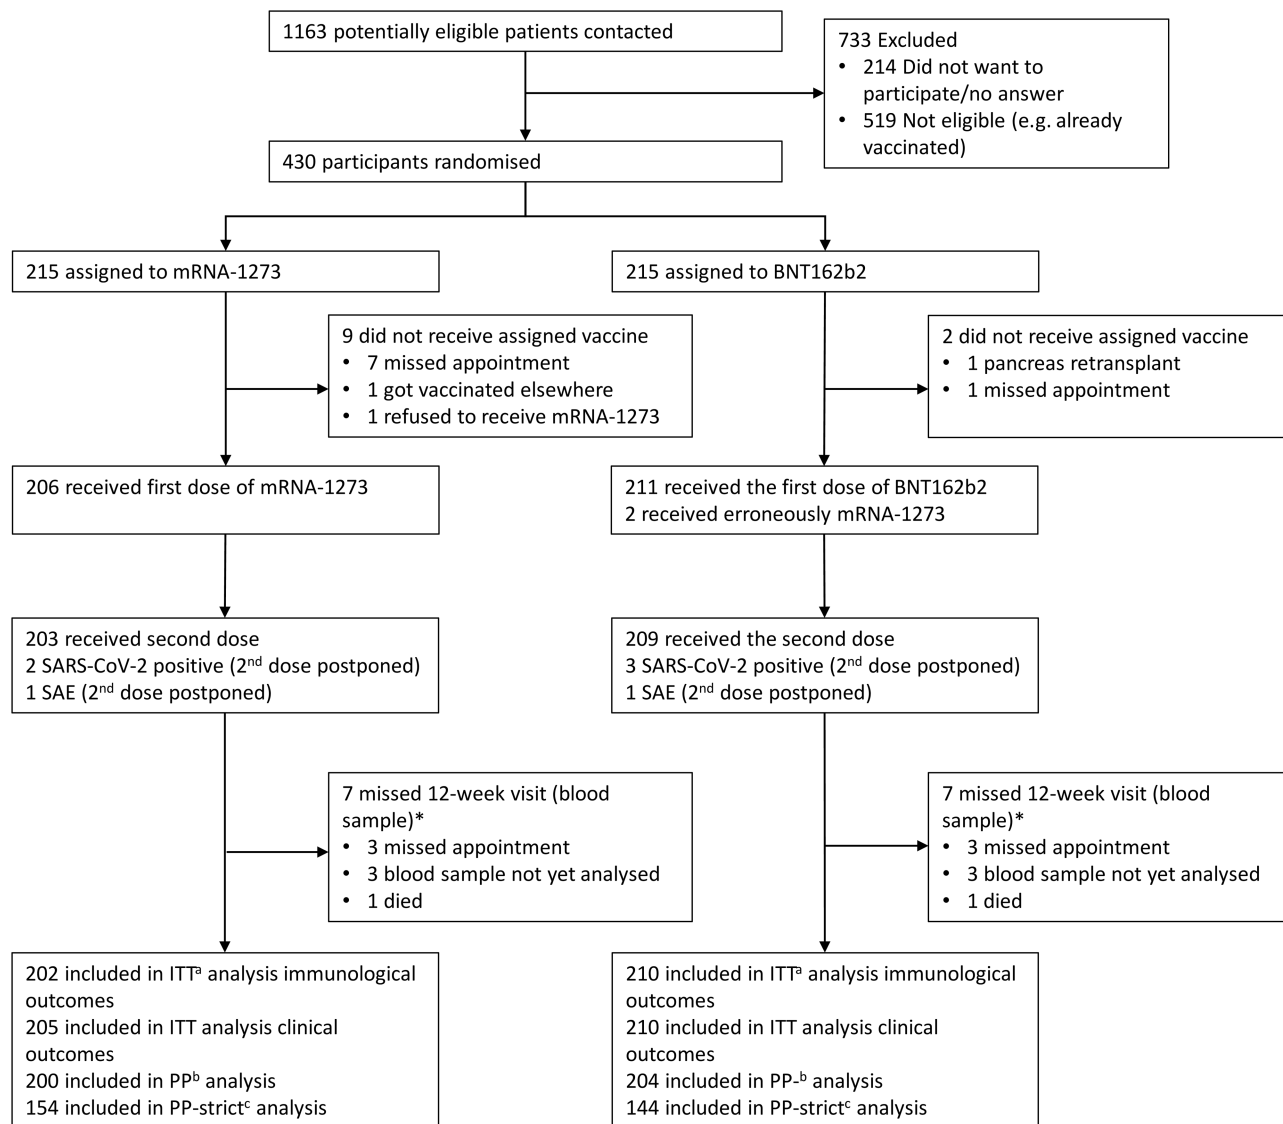 1163 potentially eligible patients contacted
733 Excluded
• 214 Did not want to
participate/no answer
• 519 Not eligible (e.g. already
vaccinated)
430 participants randomised
215 assigned to mRNA-1273
215 assigned to BNT162b2
9 did not receive assigned vaccine
• 7 missed appointment
• 1 got vaccinated elsewhere
• 1 refused to receive mRNA-1273
2 did not receive assigned vaccine
• 1 pancreas retransplant
• 1 missed appointment
206 received first dose of mRNA-1273
211 received the first dose of BNT162b2
2 received erroneously mRNA-1273
203 received second dose
2 SARS-CoV-2 positive (2nd dose postponed)
1 SAE (2nd dose postponed)
209 received the second dose
3 SARS-CoV-2 positive (2nd dose postponed)
1 SAE (2nd dose postponed)
7 missed 12-week visit (blood
sample)*
• 3 missed appointment
• 3 blood sample not yet analysed
• 1 died
7 missed 12-week visit (blood
sample)*
• 3 missed appointment
• 3 blood sample not yet analysed
• 1 died
202 included in ITTa analysis immunological
outcomes
205 included in ITT analysis clinical
outcomes
200 included in PPb analysis
154 included in PP-strictc analysis
210 included in ITTa analysis immunological
outcomes
210 included in ITT analysis clinical
outcomes
204 included in PP-b analysis
144 included in PP-strictc analysis